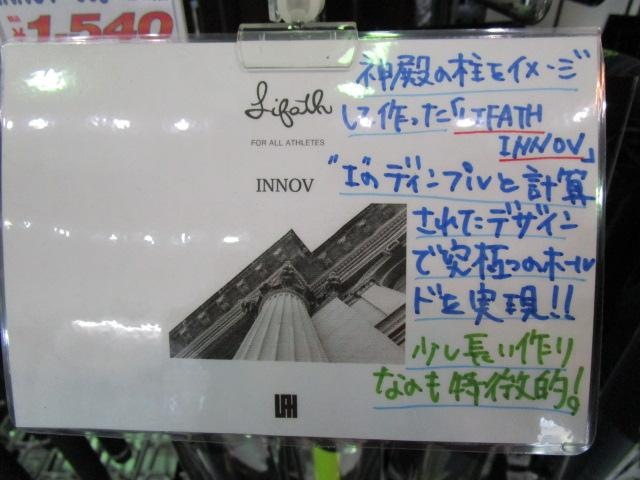 ¥1,540
Lifath
FOR ALL ATHLETES
INNOV
神殿の柱をイメージ
して作った「LIFATH
INNOV」
"I"のディンプルと計算
されたデザイン
で究極つのホール
ドを実現!!
少し長い作り
なのも特徴的!。